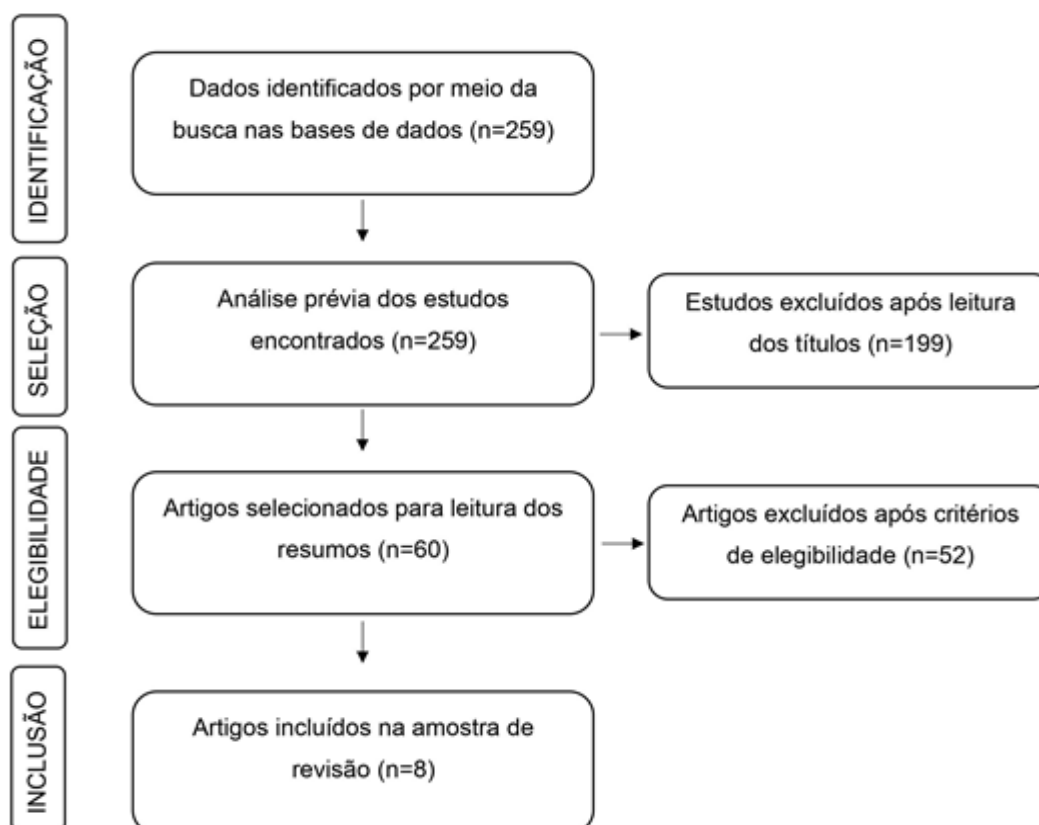 IDENTIFICAÇÃO
Dados identificados por meio da
busca nas bases de dados (n=259)
SELEÇÃO
Análise prévia dos estudos
encontrados (n=259)
Estudos excluídos após leitura
dos títulos (n=199)
ELEGIBILIDADE
Artigos selecionados para leitura dos
resumos (n=60)
Artigos excluídos após critérios
de elegibilidade (n=52)
INCLUSÃO
Artigos incluídos na amostra de
revisão (n=8)